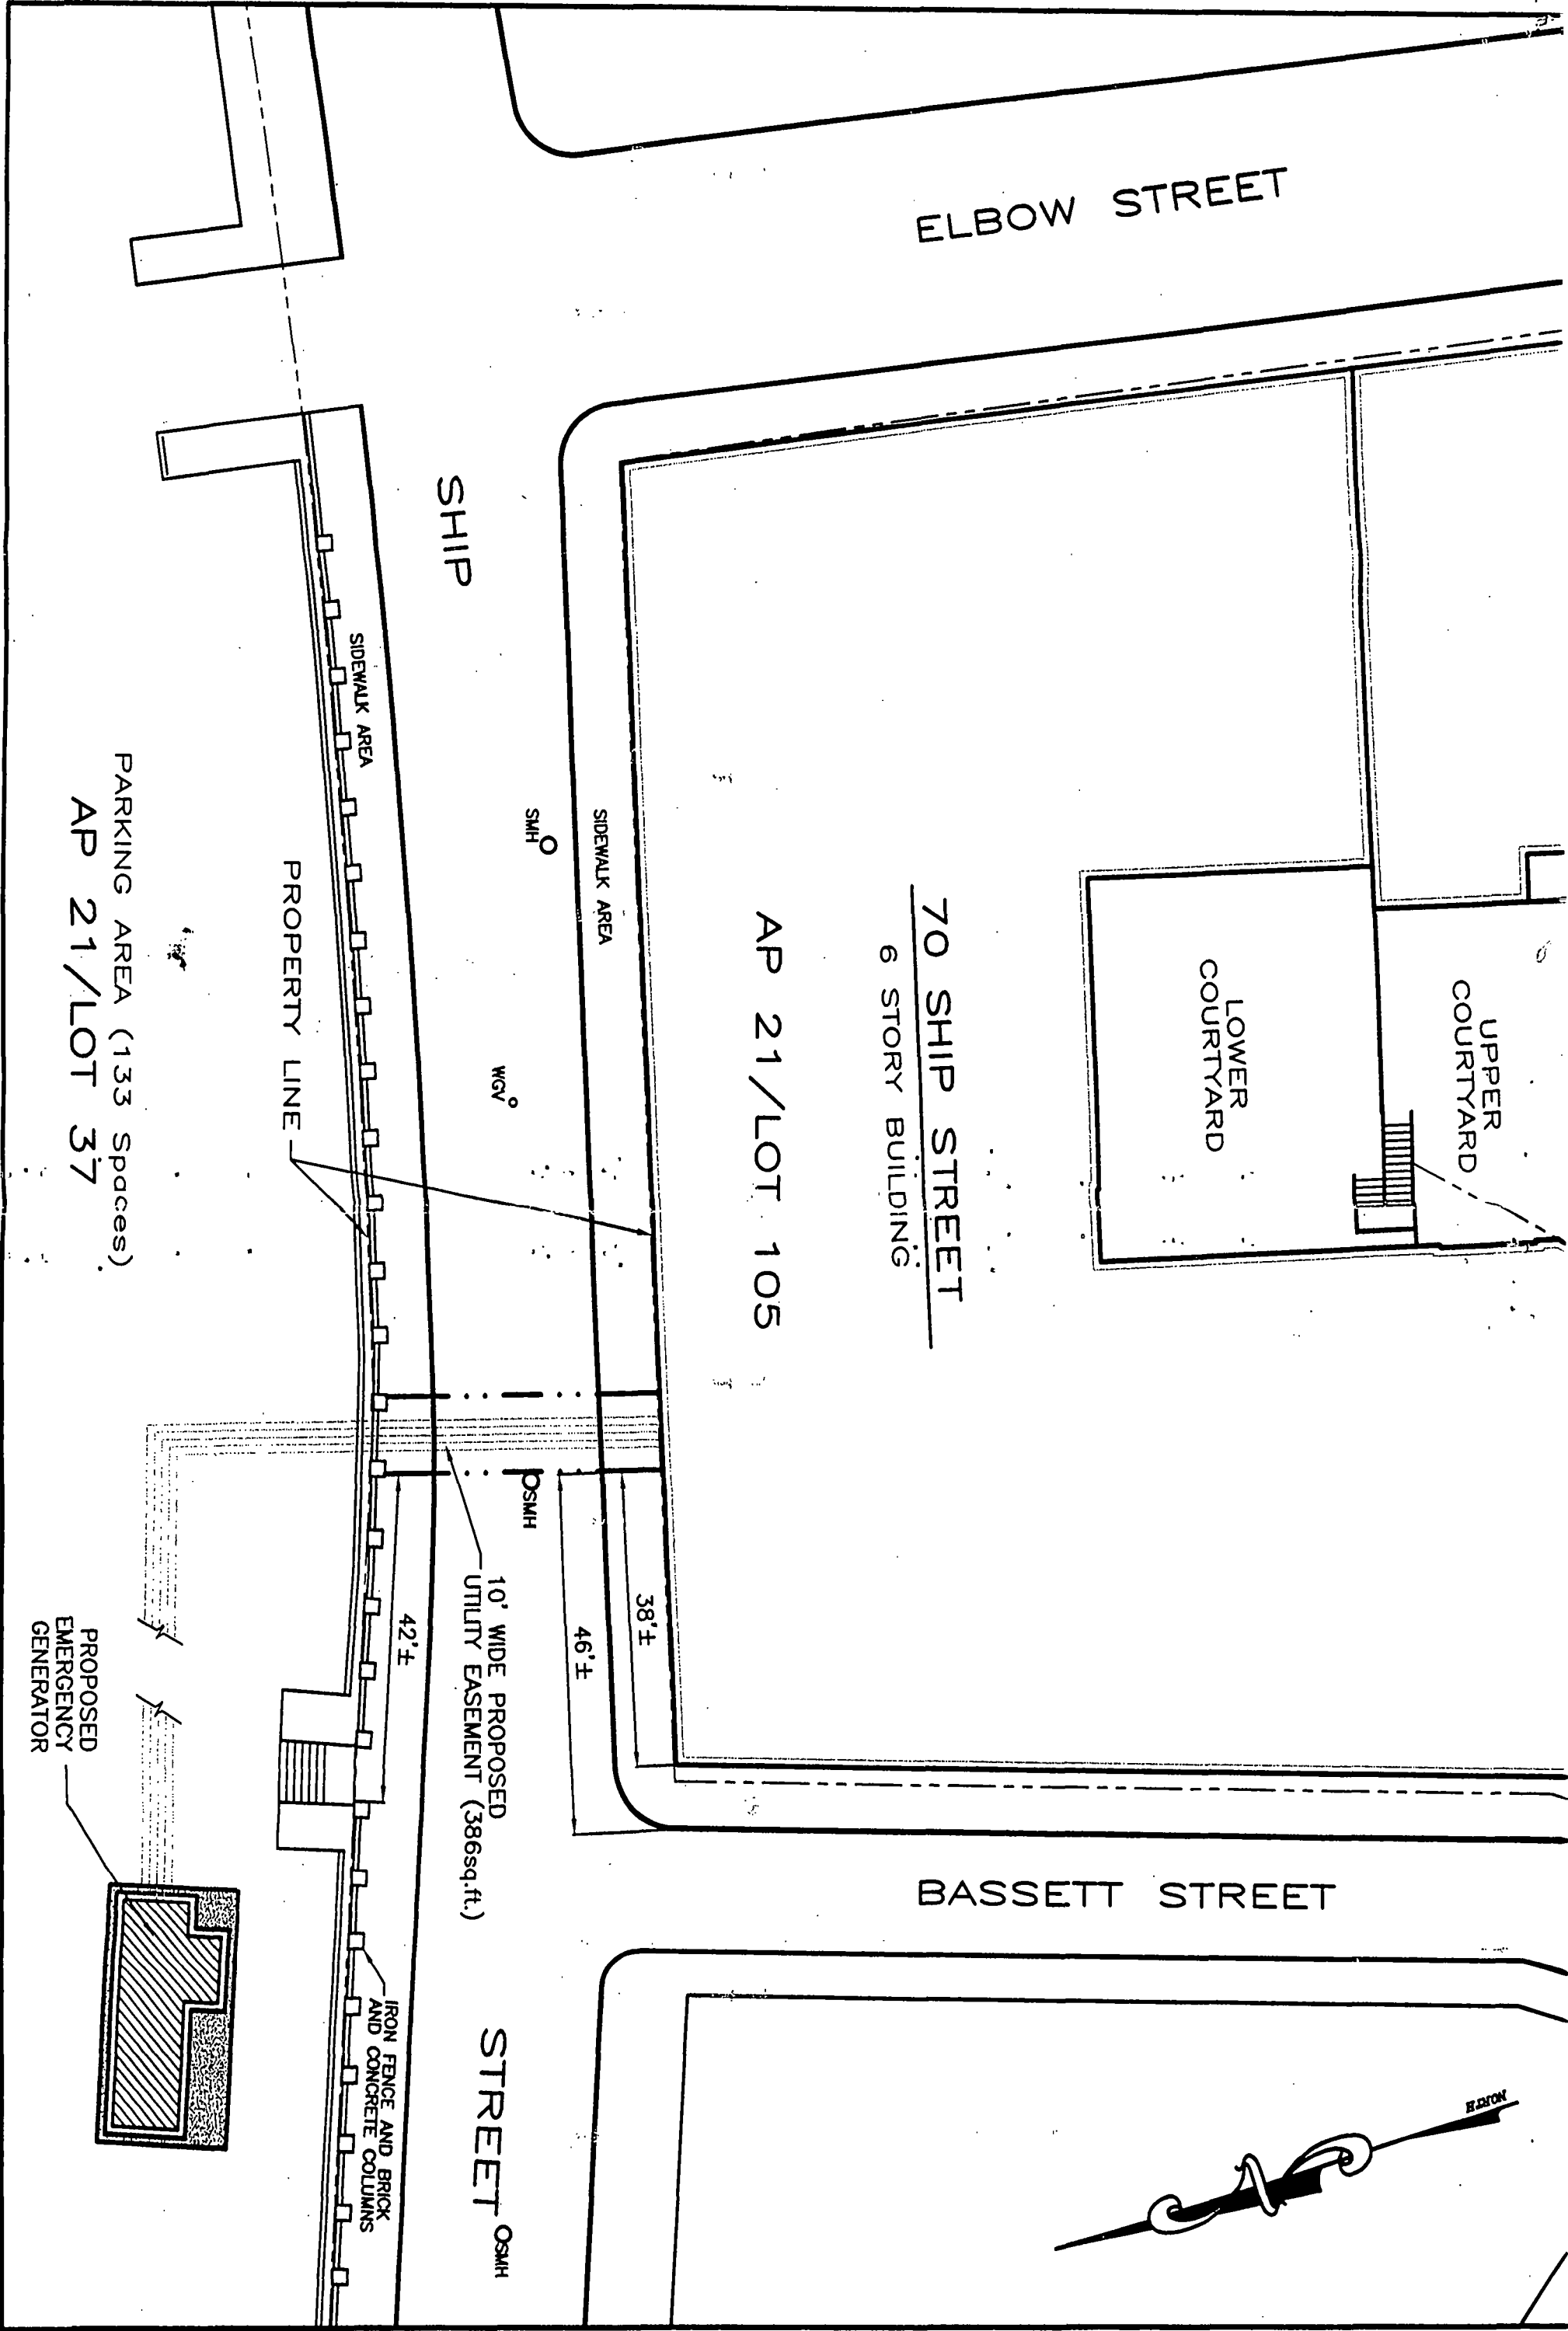 ELBOW STREET
UPPER
COURTYARD
LOWER
COURTYARD
70 SHIP STREET
6 STORY BUILDING
AP 21/LOT 105
SIDEWALK AREA
SHIP
STREET
SMH
WGV
SMH
SMH
SIDEWALK AREA
PROPERTY LINE
PARKING AREA (133 Spaces)
AP 21/LOT 37
38'±
46'±
42'±
10' WIDE PROPOSED
UTILITY EASEMENT (386sq.ft.)
BASSETT STREET
IRON FENCE AND BRICK
AND CONCRETE COLUMNS
PROPOSED
EMERGENCY
GENERATOR
NORTH